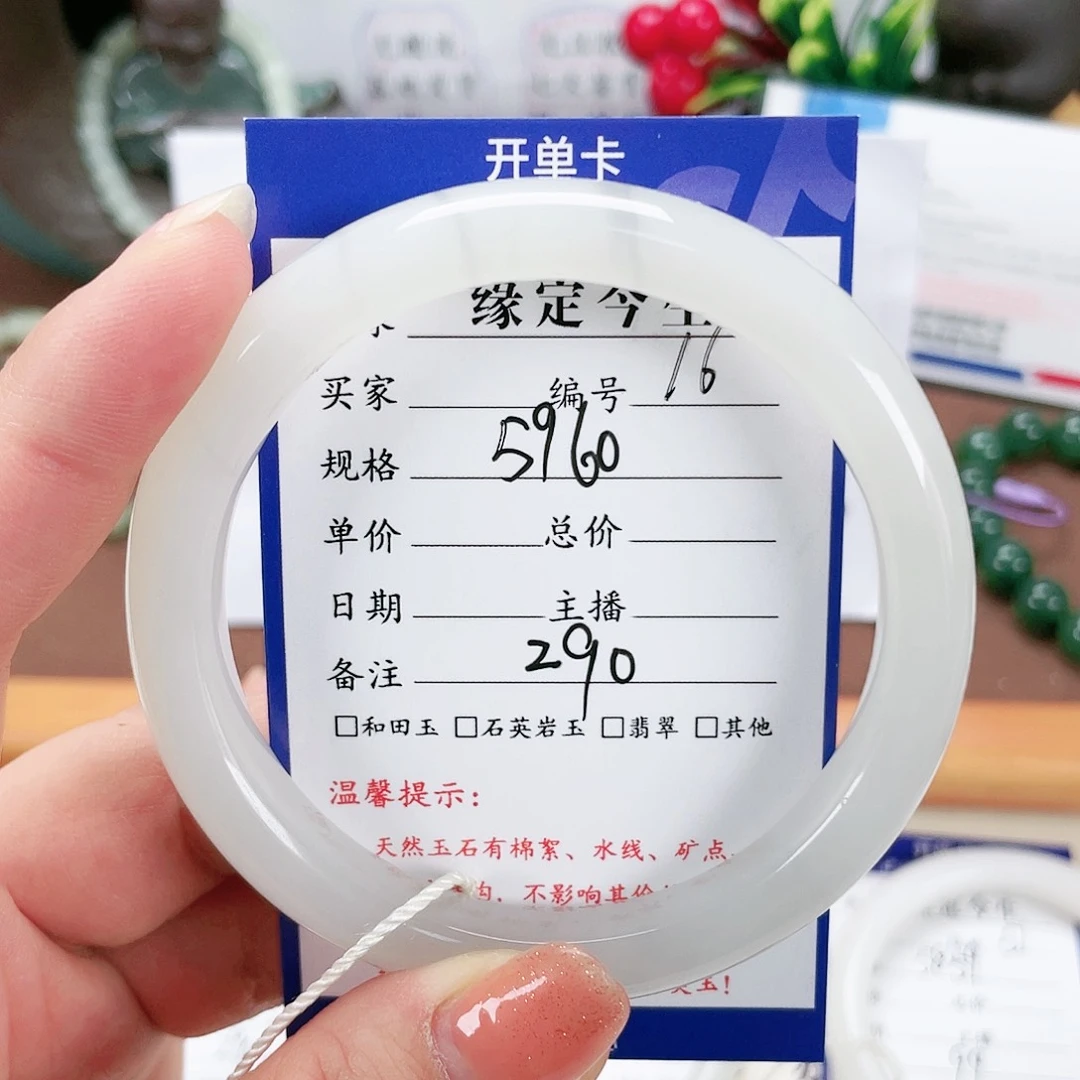 开单卡
缘定今生
买家 编号 16
规格 5960
单价 总价
日期 主播
备注 290
□和田玉 □石英岩玉 □翡翠 □其他
温馨提示:
天然玉石有棉絮、水线、矿点
不影响其价
玉!